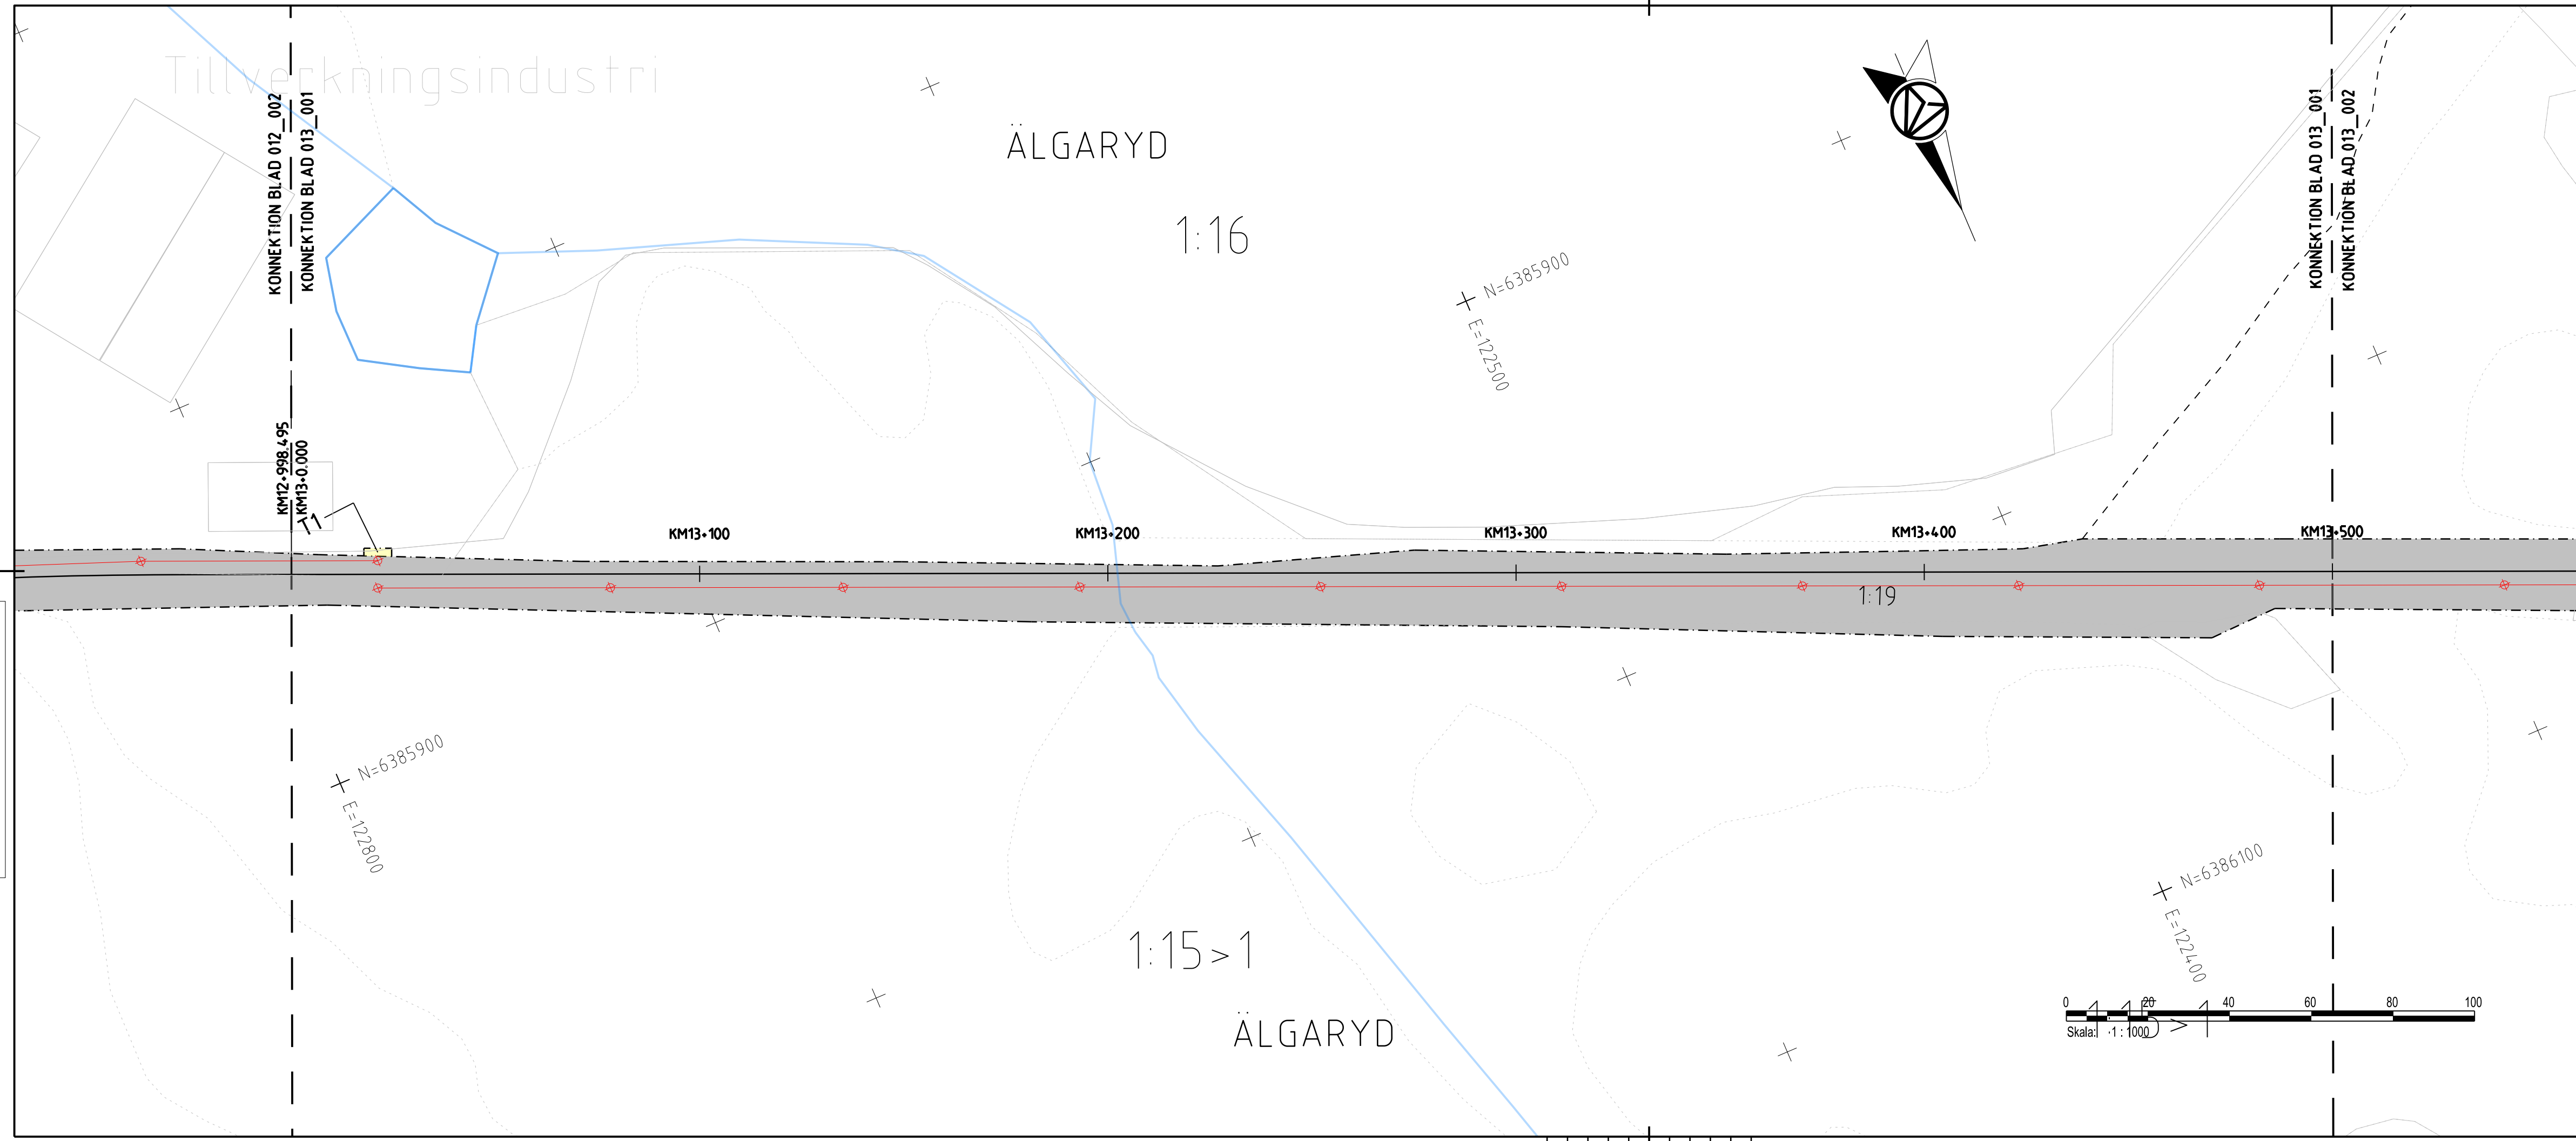 Tillverkningsindustri
KONNEKTION BLAD 012_002
KONNEKTION BLAD 013_001
ÄLGARYD
1:16
N=6385900
E=122500
KONNEKTION BLAD 013_001
KONNEKTION BLAD 013_002
KM12+998.495
KM13+0.000
T1
KM13+100
KM13+200
KM13+300
KM13+400
KM13+500
1:19
N=6385900
E=122800
N=6386100
E=122400
1:15>1
ÄLGARYD
0 20 40 60 80 100
Skala: 1:1000